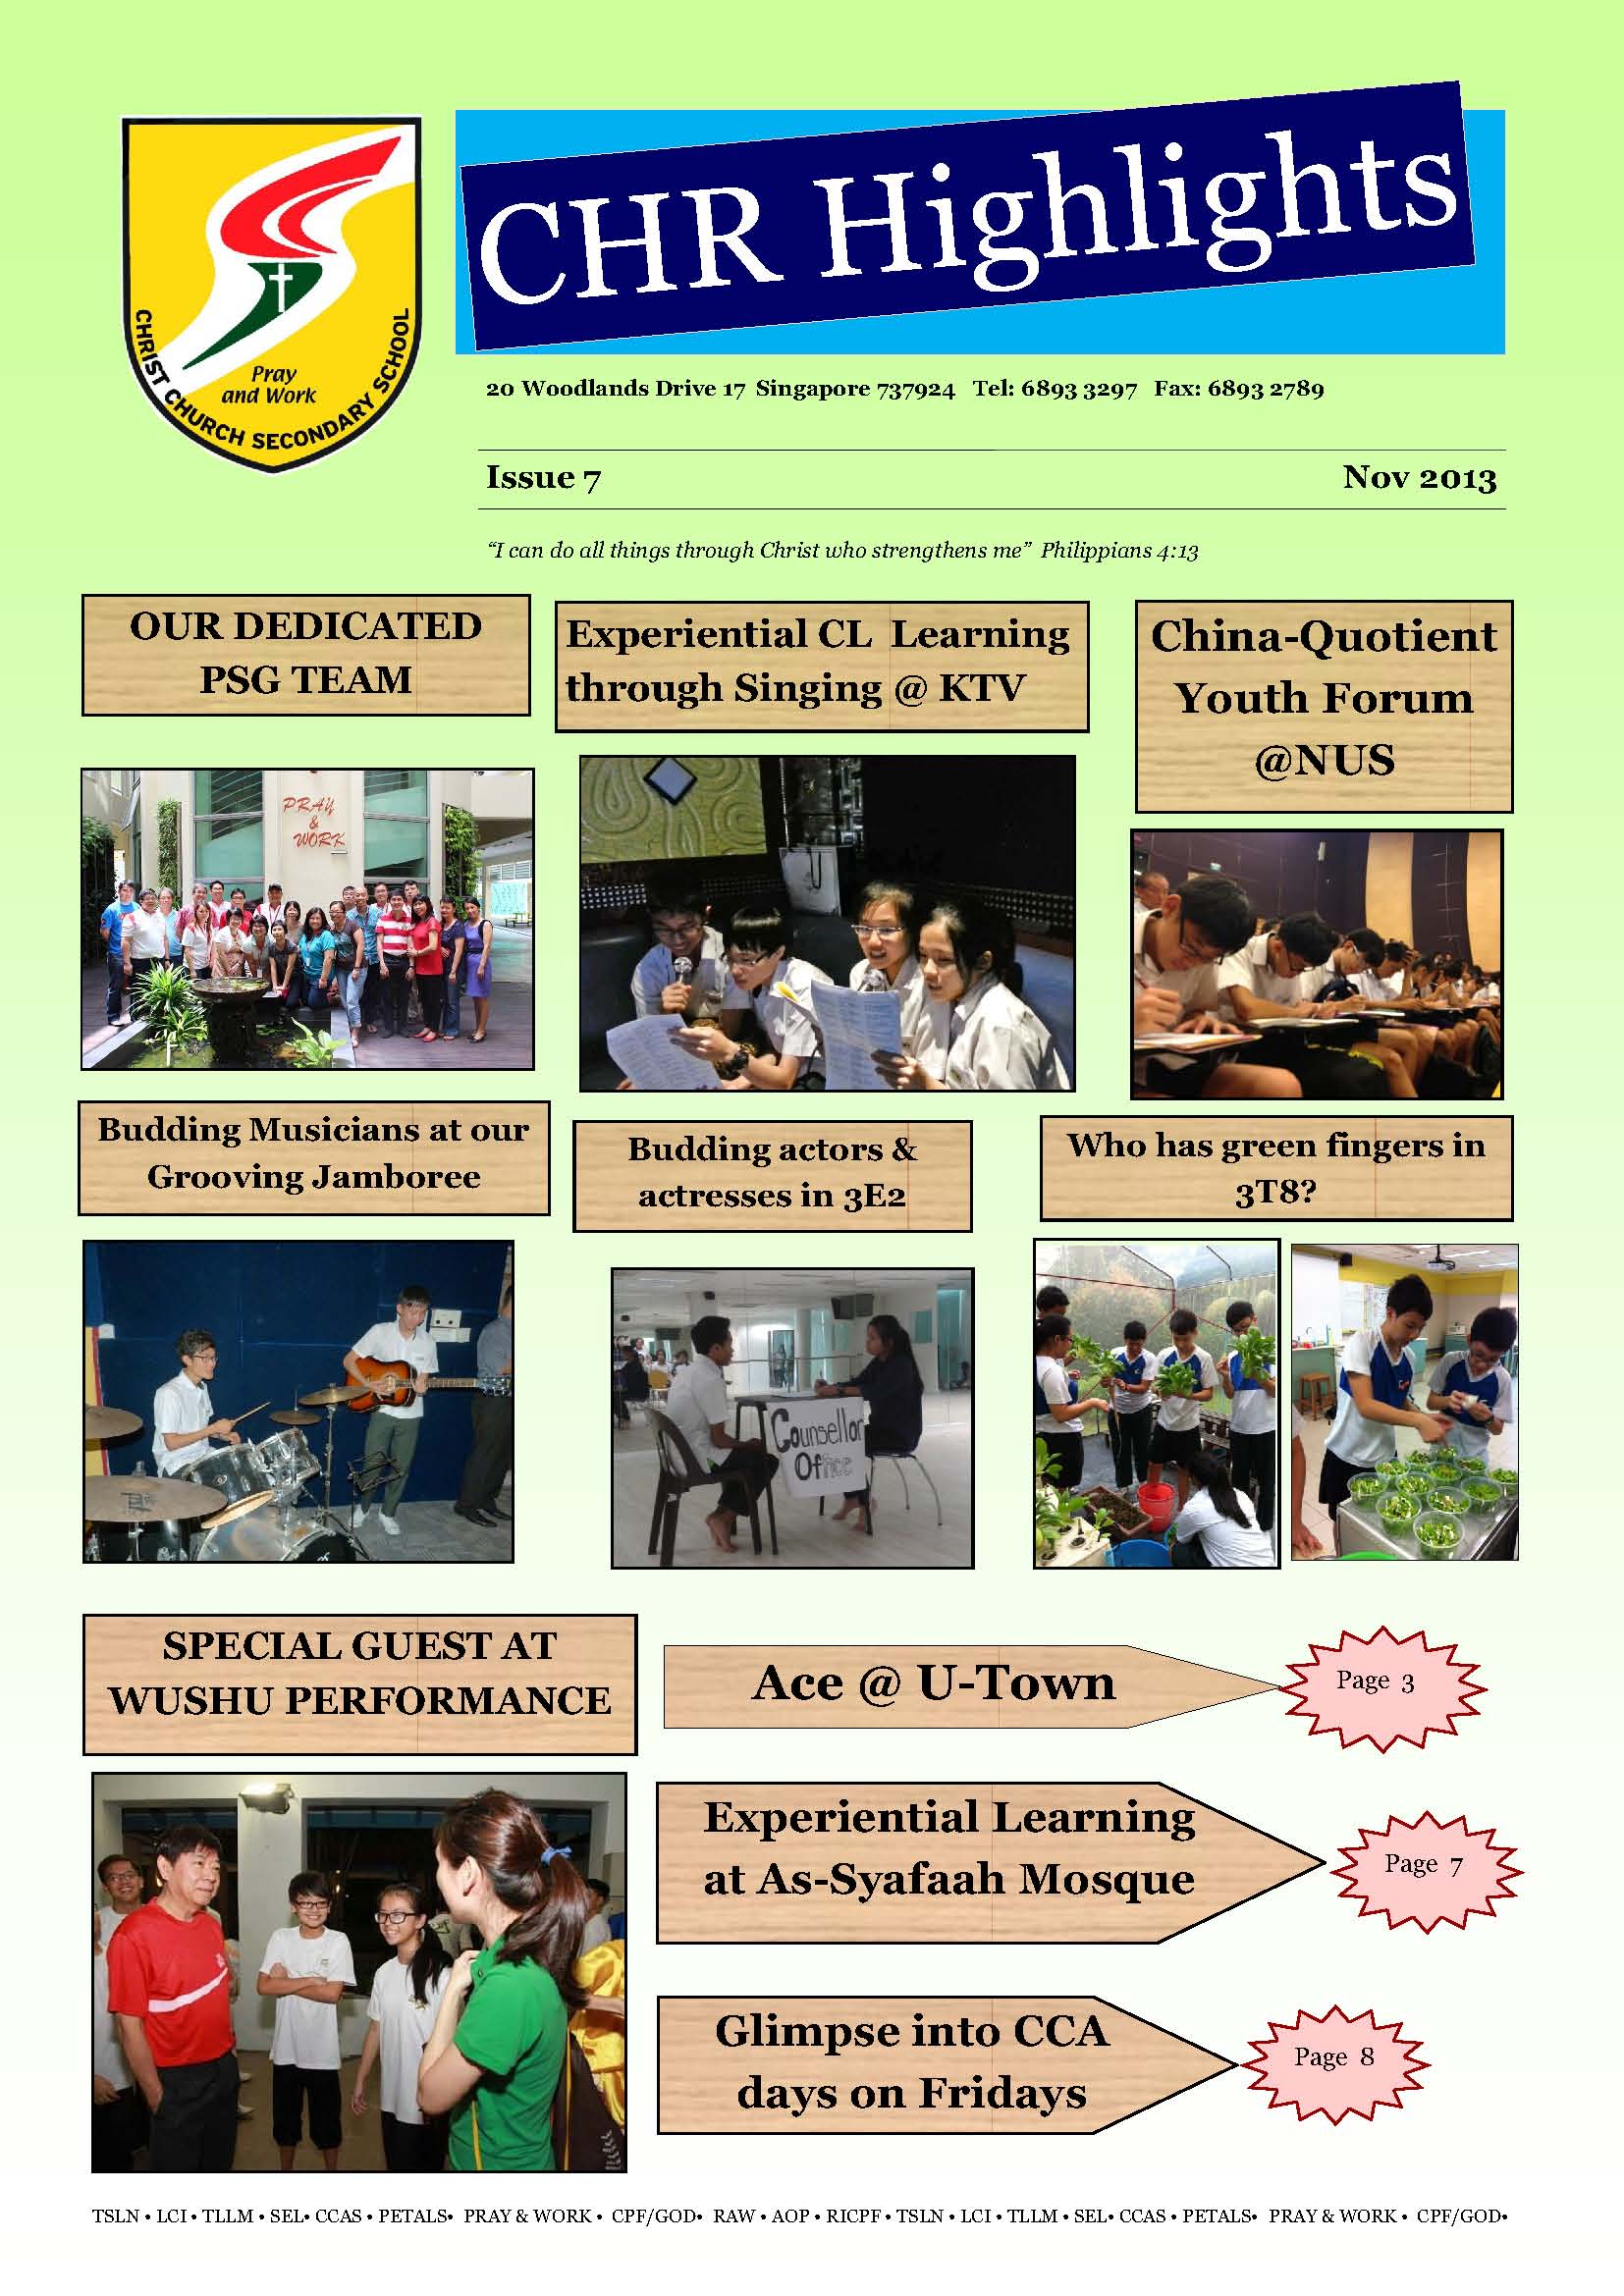 CHR Highlights
Pray
and Work
CHRIST CHURCH SECONDARY SCHOOL
20 Woodlands Drive 17 Singapore 737924 Tel: 6893 3297 Fax: 6893 2789
Issue 7 Nov 2013
“I can do all things through Christ who strengthens me” Philippians 4:13
OUR DEDICATED
PSG TEAM
Experiential CL Learning
through Singing @ KTV
China-Quotient
Youth Forum
@NUS
PRAY
&
WORK
Budding Musicians at our
Grooving Jamboree
Budding actors &
actresses in 3E2
Who has green fingers in
3T8?
Counsellor
Office
SPECIAL GUEST AT
WUSHU PERFORMANCE
Ace @ U-Town
Page 3
Experiential Learning
at As-Syafaah Mosque
Page 7
Glimpse into CCA
days on Fridays
Page 8
TSLN • LCI • TLLM • SEL• CCAS • PETALS• PRAY & WORK • CPF/GOD• RAW • AOP • RICPF • TSLN • LCI • TLLM • SEL• CCAS • PETALS• PRAY & WORK • CPF/GOD•